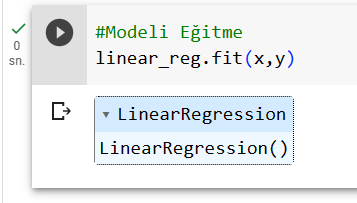 0
sn.
#Modeli Eğitme
linear_reg.fit(x,y)
LinearRegression
LinearRegression()